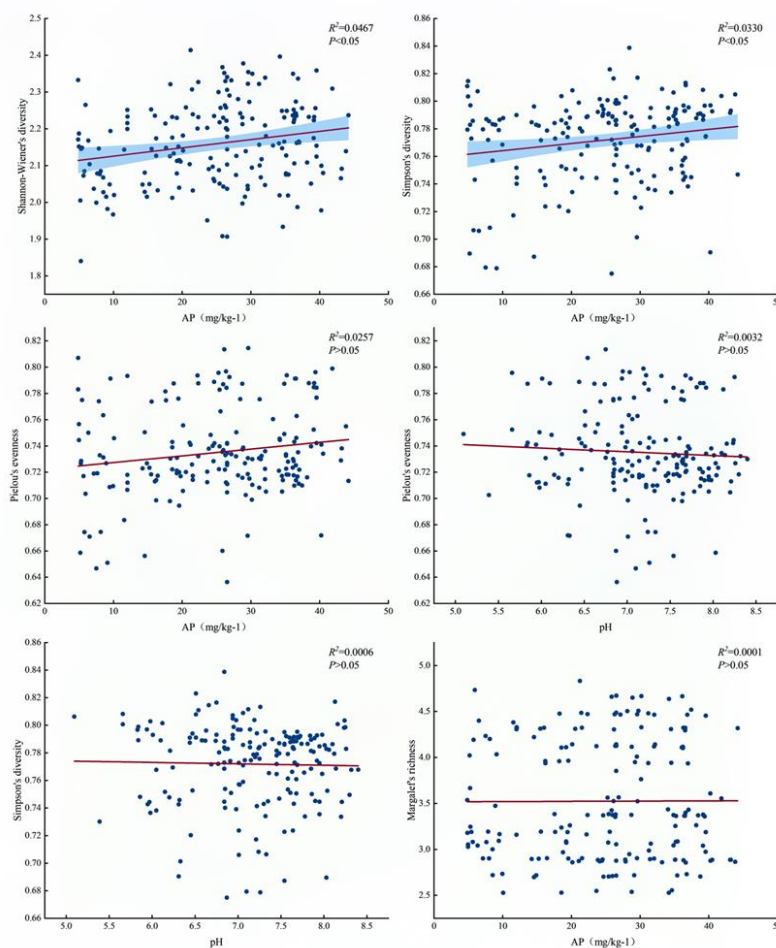 2.5
2.4
2.3
2.2
2.1
2.0
1.9
1.8
Shannon-Wiener's diversity
R²=0.0467
P<0.05
0 10 20 30 40 50
AP（mg/kg-1）
0.86
0.84
0.82
0.80
0.78
0.76
0.74
0.72
0.70
0.68
0.66
Simpson's diversity
R²=0.0330
P<0.05
0 10 20 30 40
AP（mg/kg-1）
0.82
0.80
0.78
0.76
0.74
0.72
0.70
0.68
0.66
0.64
0.62
Pielou's evenness
R²=0.0257
P>0.05
0 10 20 30 40 50
AP（mg/kg-1）
0.82
0.80
0.78
0.76
0.74
0.72
0.70
0.68
0.66
0.64
0.62
Pielou's evenness
R²=0.0032
P>0.05
5.0 5.5 6.0 6.5 7.0 7.5 8.0
pH
0.86
0.84
0.82
0.80
0.78
0.76
0.74
0.72
0.70
0.68
0.66
Simpson's diversity
R²=0.0006
P>0.05
5.0 5.5 6.0 6.5 7.0 7.5 8.0 8.5
pH
5.0
4.5
4.0
3.5
3.0
2.5
Margalef's richness
R²=0.0001
P>0.05
0 10 20 30 40
AP（mg/kg-1）